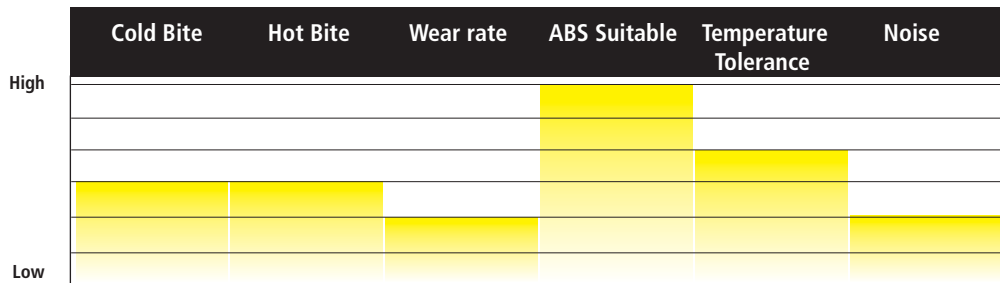 Cold Bite Hot Bite Wear rate ABS Suitable Temperature Noise
Tolerance
High
Low